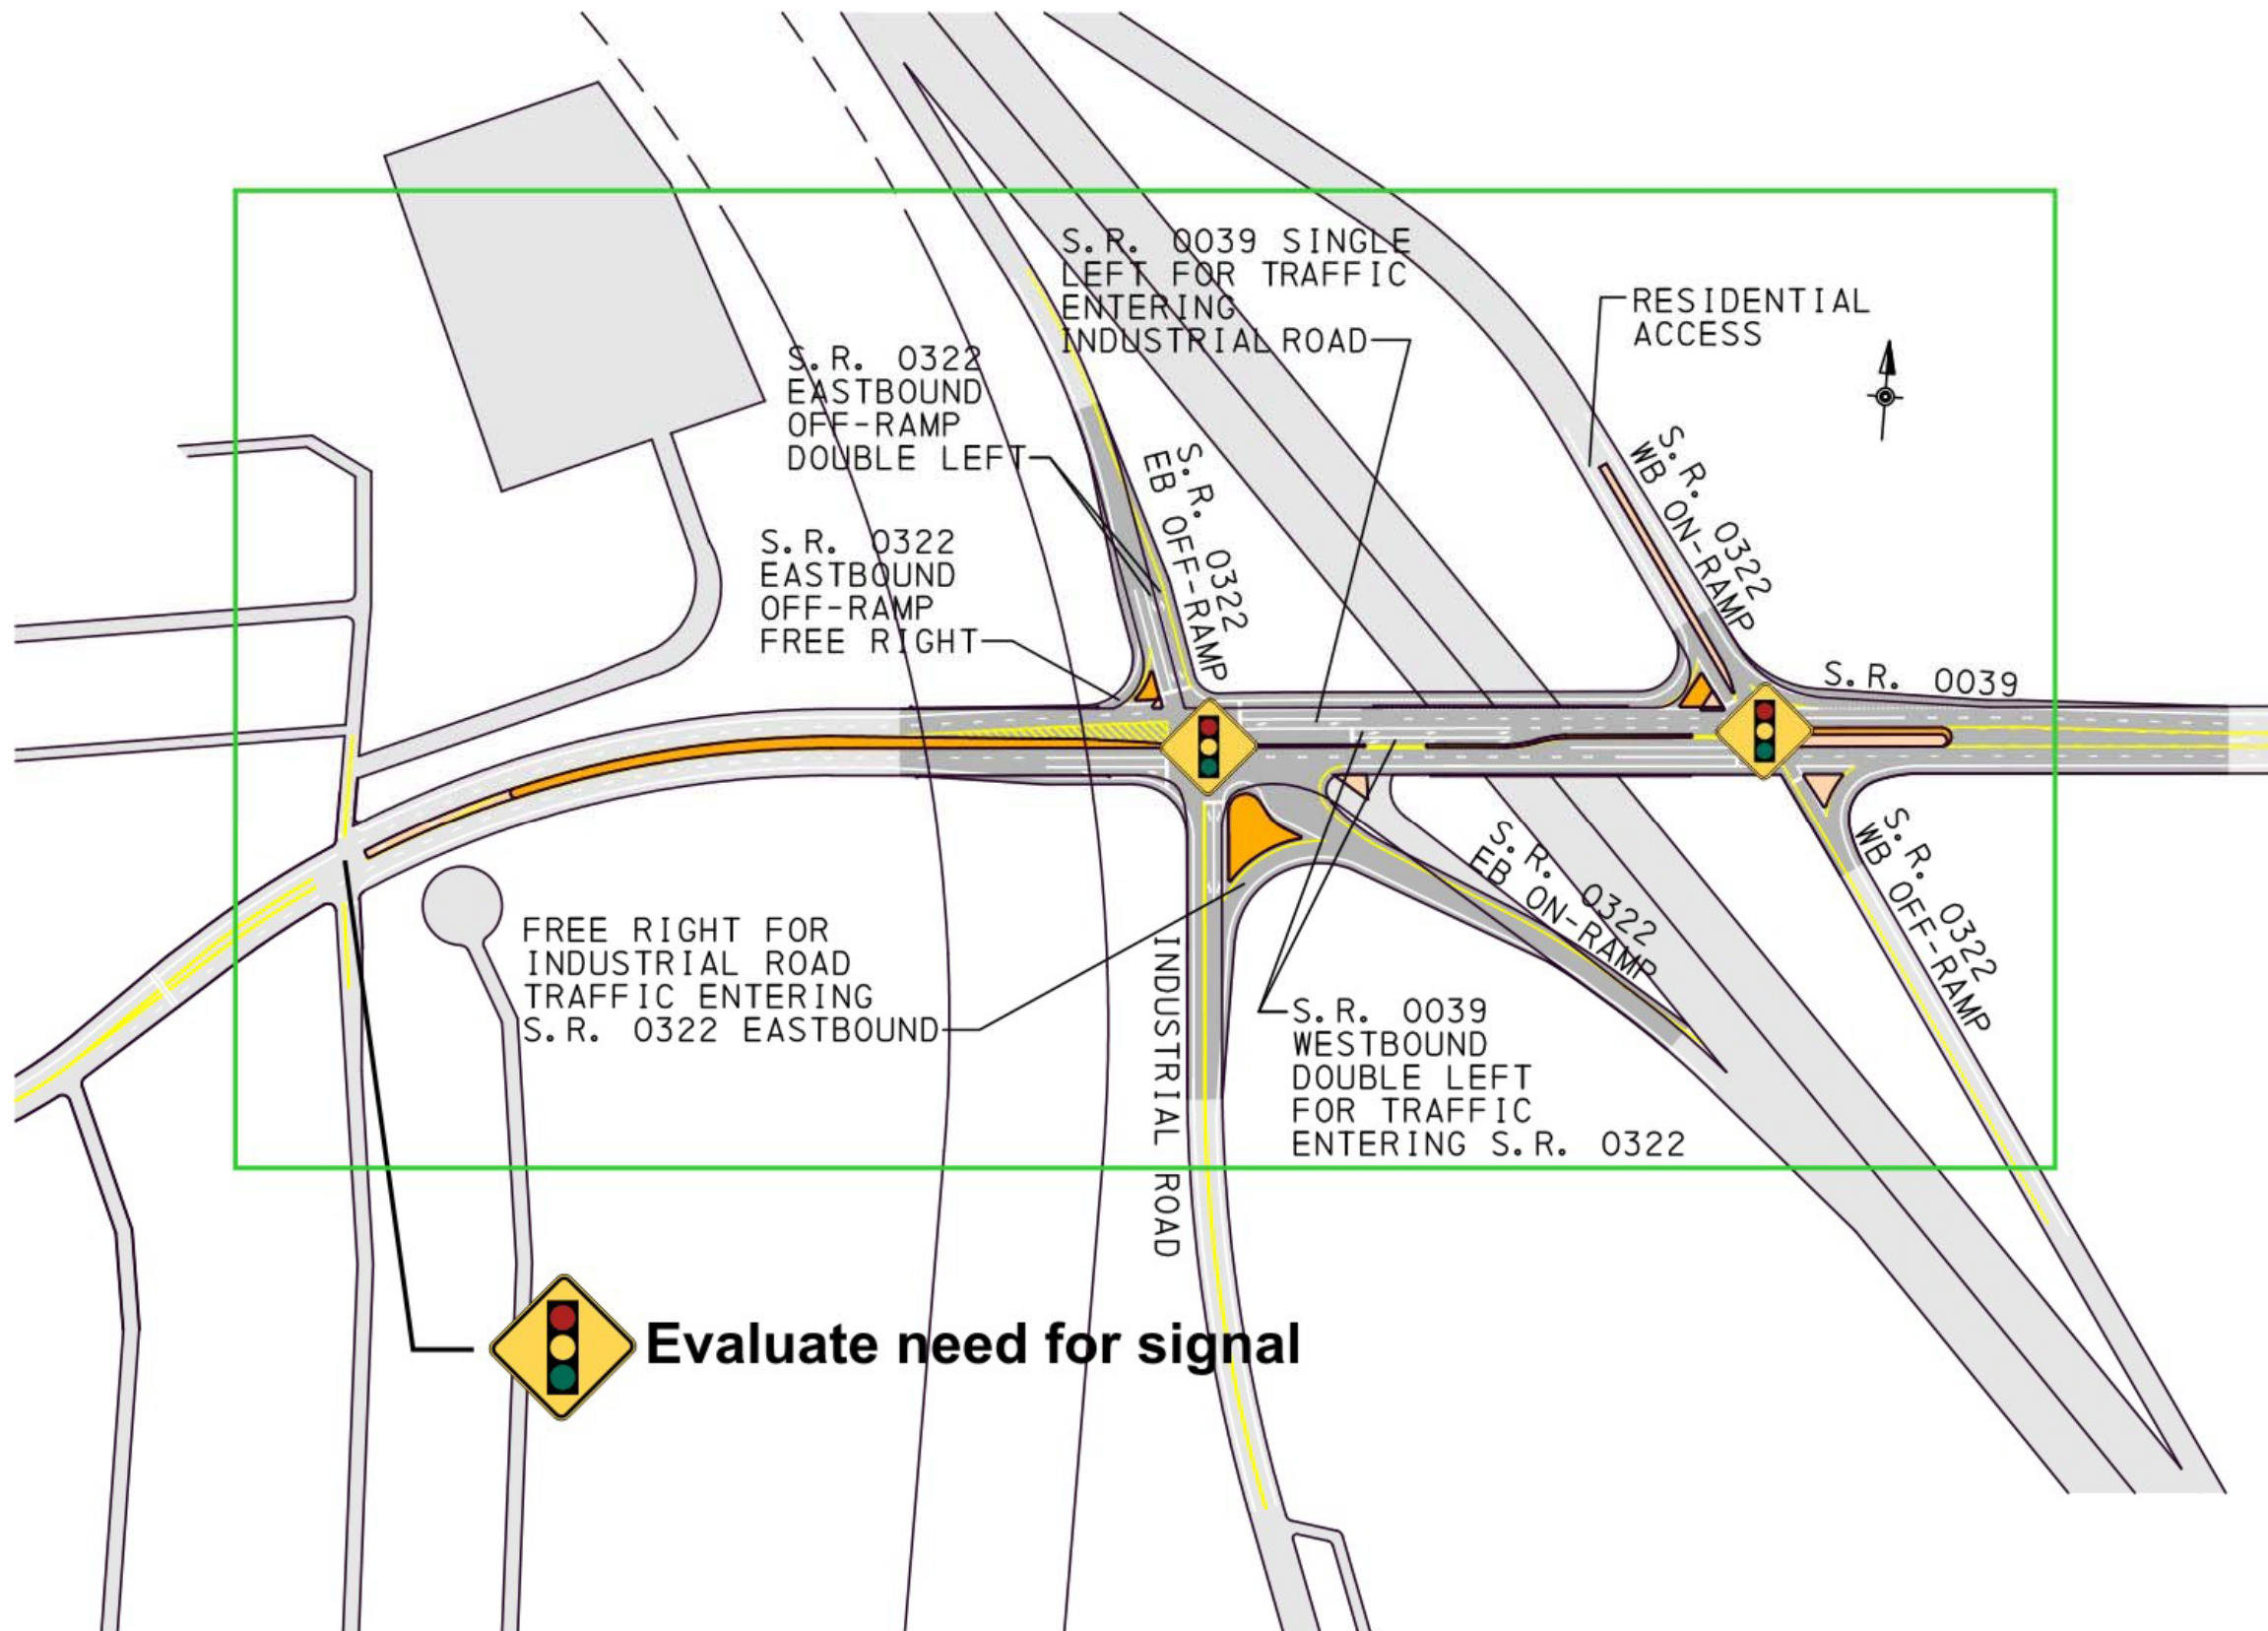 S.R. 0039 SINGLE
LEFT FOR TRAFFIC
ENTERING
INDUSTRIAL ROAD
RESIDENTIAL
ACCESS
S.R. 0322
EASTBOUND
OFF-RAMP
DOUBLE LEFT
S.R. 0322
EB OFF-RAMP
S.R. 0322
WB ON-RAMP
S.R. 0322
EASTBOUND
OFF-RAMP
FREE RIGHT
S.R. 0039
S.R. 0322
EB ON-RAMP
S.R. 0322
WB OFF-RAMP
FREE RIGHT FOR
INDUSTRIAL ROAD
TRAFFIC ENTERING
S.R. 0322 EASTBOUND
INDUSTRIAL ROAD
S.R. 0039
WESTBOUND
DOUBLE LEFT
FOR TRAFFIC
ENTERING S.R. 0322
Evaluate need for signal